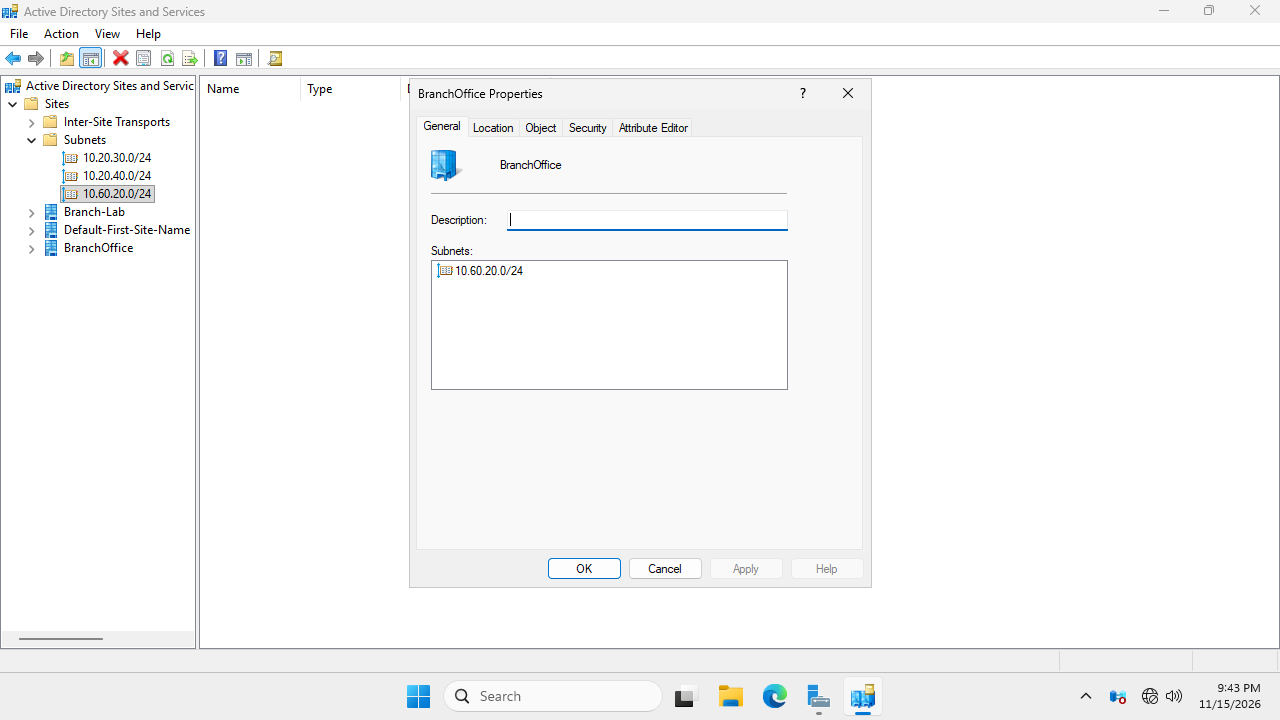 Active Directory Sites and Services
File Action View Help
Active Directory Sites and Servic
Sites
Inter-Site Transports
Subnets
10.20.30.0/24
10.20.40.0/24
10.60.20.0/24
Branch-Lab
Default-First-Site-Name
BranchOffice
Name Type
BranchOffice Properties
General Location Object Security Attribute Editor
BranchOffice
Description:
Subnets:
10.60.20.0/24
OK Cancel Apply Help
Search
9:43 PM
11/15/2026